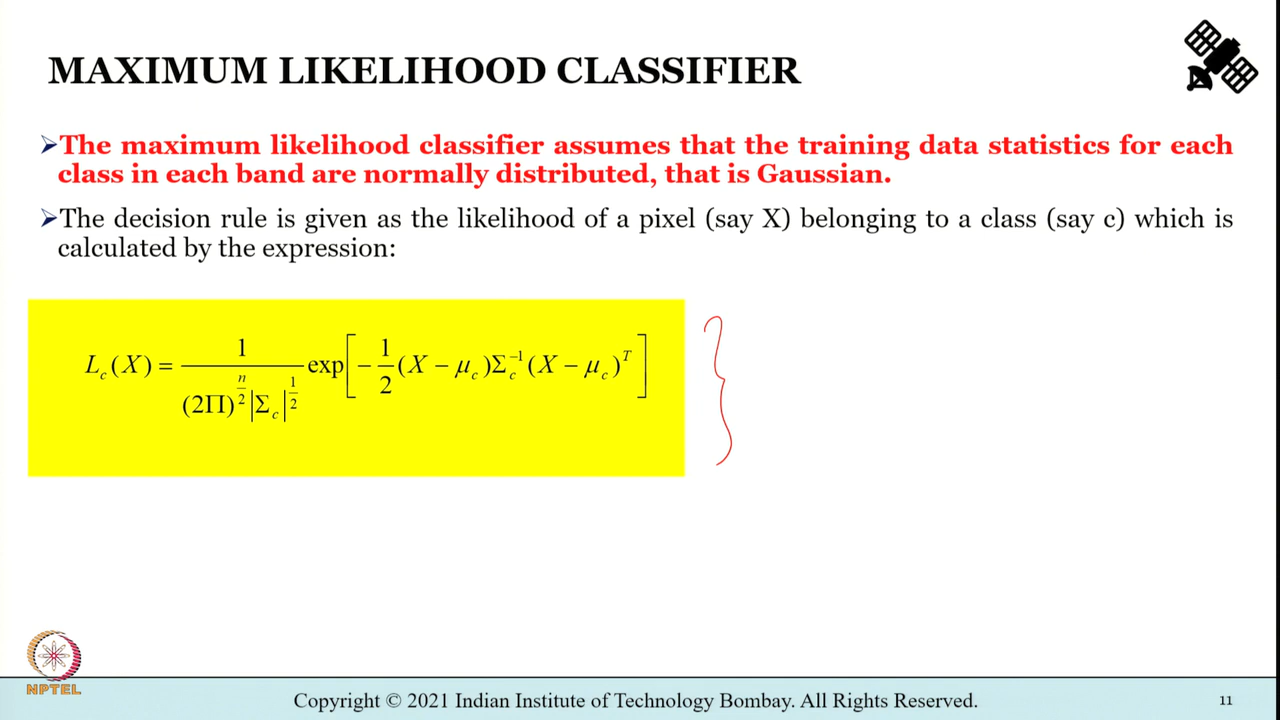 MAXIMUM LIKELIHOOD CLASSIFIER
➢The maximum likelihood classifier assumes that the training data statistics for each
class in each band are normally distributed, that is Gaussian.
➢The decision rule is given as the likelihood of a pixel (say X) belonging to a class (say c) which is
calculated by the expression:
L_c(X) = 1 / ((2Π)^(n/2) |Σ_c|^(1/2)) exp[−1/2 (X − μ_c)Σ_c^−1 (X − μ_c)^T]
NPTEL
Copyright © 2021 Indian Institute of Technology Bombay. All Rights Reserved.
11